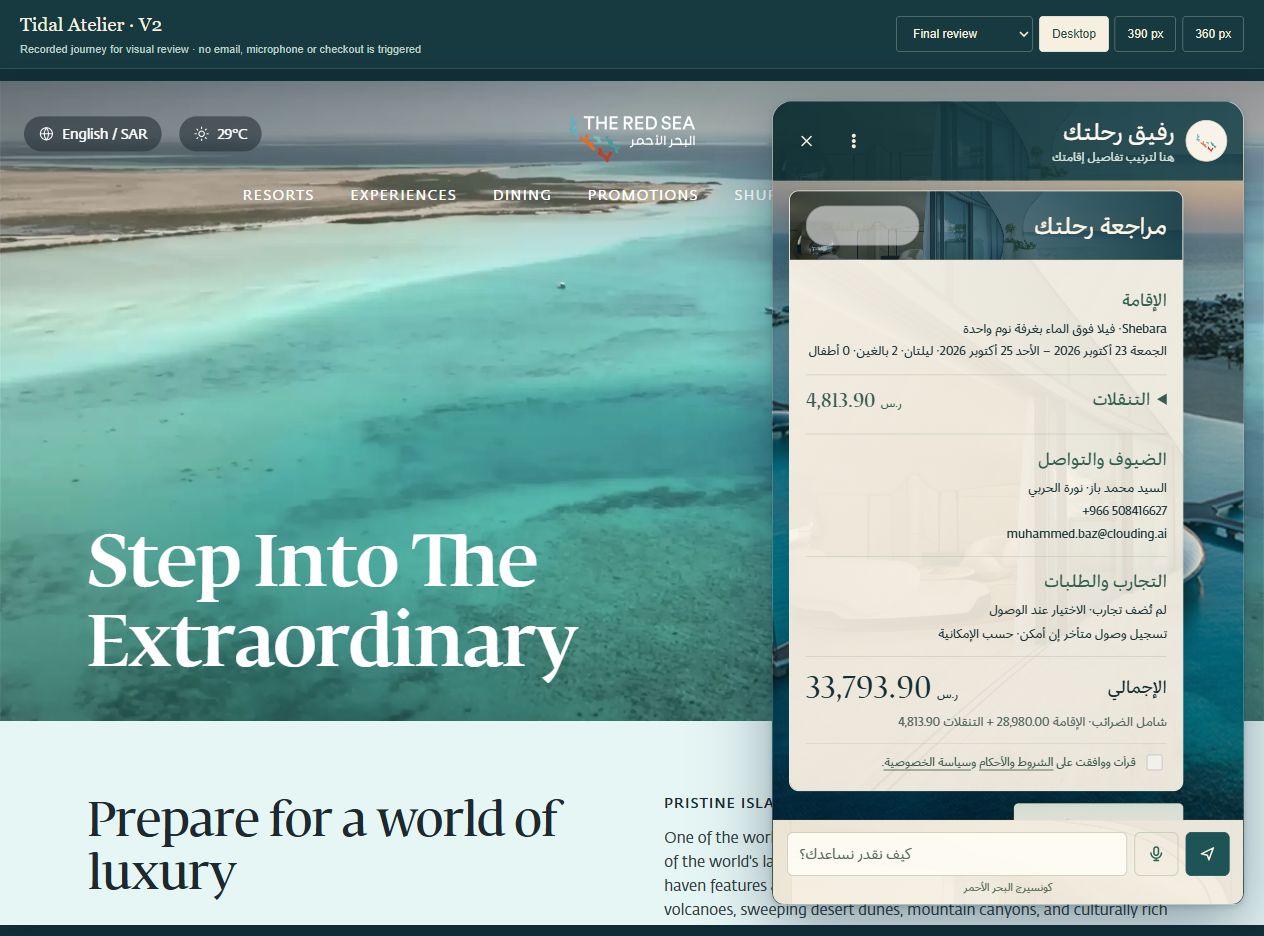 Tidal Atelier · V2
Recorded journey for visual review · no email, microphone or checkout is triggered
Final review
Desktop
390 px
360 px
English / SAR
29°C
THE RED SEA
البحر الأحمر
RESORTS EXPERIENCES DINING PROMOTIONS
Step Into The
Extraordinary
Prepare for a world of
luxury
PRISTINE ISLA
One of the worl
of the world's la
haven features
volcanoes, sweeping desert dunes, mountain canyons, and culturally rich
رفيق رحلتك
هنا لترتيب تفاصيل إقامتك
مراجعة رحلتك
الإقامة
Shebara · فيلا فوق الماء بغرفة نوم واحدة
الجمعة 23 أكتوبر 2026 – الأحد 25 أكتوبر 2026 · ليلتان · 2 بالغين · 0 أطفال
التنقلات
4,813.90 ر.س
الضيوف والتواصل
السيد محمد باز · نورة الحربي
+966 508416627
muhammed.baz@clouding.ai
التجارب والطلبات
لم تُضف تجارب · الاختيار عند الوصول
تسجيل وصول متأخر إن أمكن · حسب الإمكانية
الإجمالي
33,793.90 ر.س
شامل الضرائب · الإقامة 28,980.00 + التنقلات 4,813.90
قرأت ووافقت على الشروط والأحكام وسياسة الخصوصية.
كيف نقدر نساعدك؟
كونسيرج البحر الأحمر